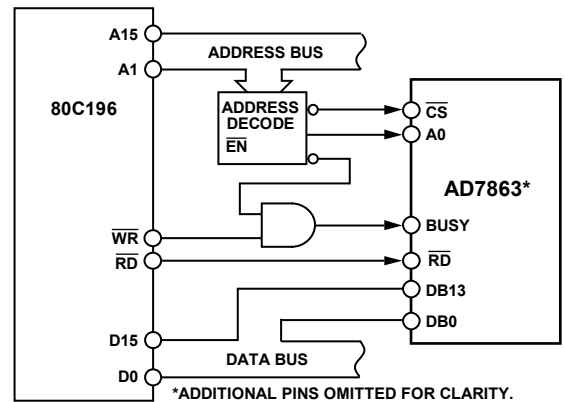 A15
ADDRESS BUS
A1
80C196
ADDRESS
DECODE
EN
CS
A0
AD7863*
BUSY
WR
RD
RD
DB13
DB0
D15
DATA BUS
D0
*ADDITIONAL PINS OMITTED FOR CLARITY.